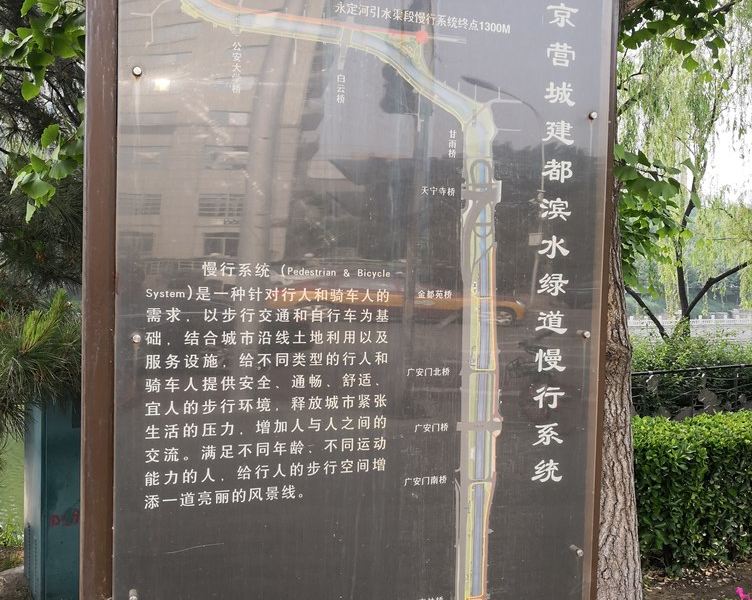 永定河引水渠段慢行系统终点1300M
公安大学桥
白云桥
甘雨桥
天宁寺桥
金都苑桥
广安门北桥
广安门桥
广安门南桥
京营城建都滨水绿道慢行系统
慢行系统 (Pedestrian & Bicycle
System)是一种针对行人和骑车人的
需求，以步行交通和自行车为基
础，结合城市沿线土地利用以及
服务设施，给不同类型的行人和
骑车人提供安全、通畅、舒适、
宜人的步行环境，释放城市紧张
生活的压力，增加人与人之间的
交流。满足不同年龄、不同运动
能力的人，给行人的步行空间增
添一道亮丽的风景线。